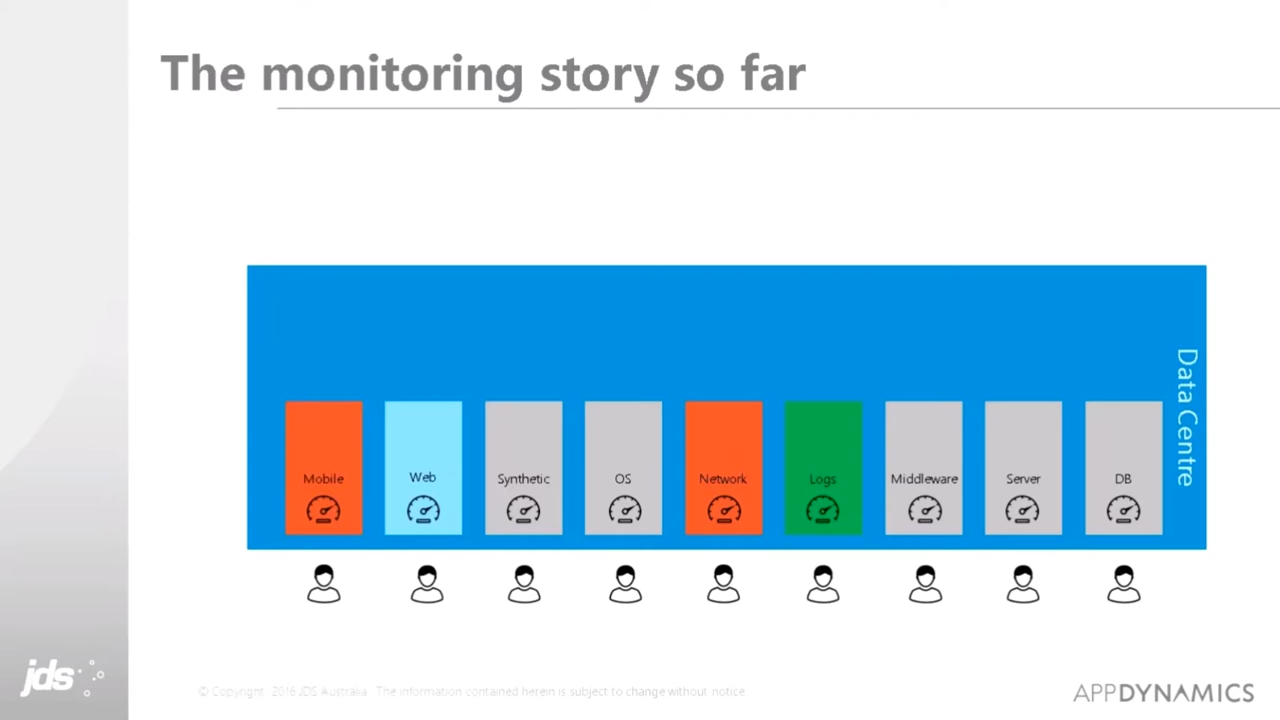 The monitoring story so far
Data Centre
Mobile
Web
Synthetic
OS
Network
Logs
Middleware
Server
DB
jds
© Copyright 2016 JDS Australia The information contained herein is subject to change without notice
APPDYNAMICS